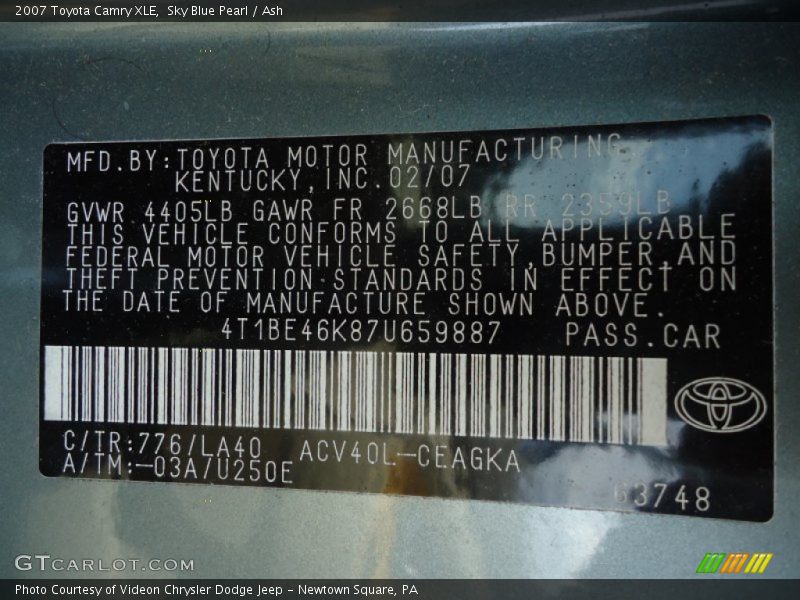 2007 Toyota Camry XLE, Sky Blue Pearl / Ash
MFD.BY:TOYOTA MOTOR MANUFACTURING
KENTUCKY,INC.02/07
GVWR 4405LB GAWR FR 2668LB RR 2359LB
THIS VEHICLE CONFORMS TO ALL APPLICABLE
FEDERAL MOTOR VEHICLE SAFETY,BUMPER,AND
THEFT PREVENTION STANDARDS IN EFFECT ON
THE DATE OF MANUFACTURE SHOWN ABOVE.
4T1BE46K87U659887 PASS.CAR
C/TR:776/LA40 ACV40L-CEAGKA
A/TM:-03A/U250E
63748
GTCARLOT.COM
Photo Courtesy of Videon Chrysler Dodge Jeep - Newtown Square, PA